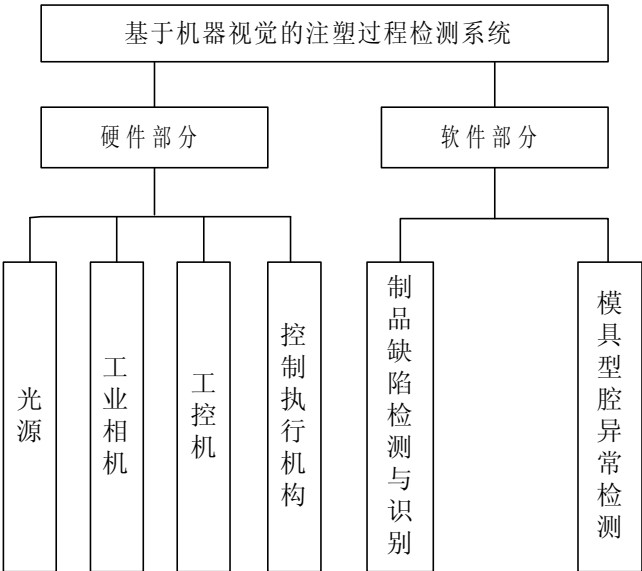 基于机器视觉的注塑过程检测系统
硬件部分
软件部分
光源
工业相机
工控机
控制执行机构
制品缺陷检测与识别
模具型腔异常检测